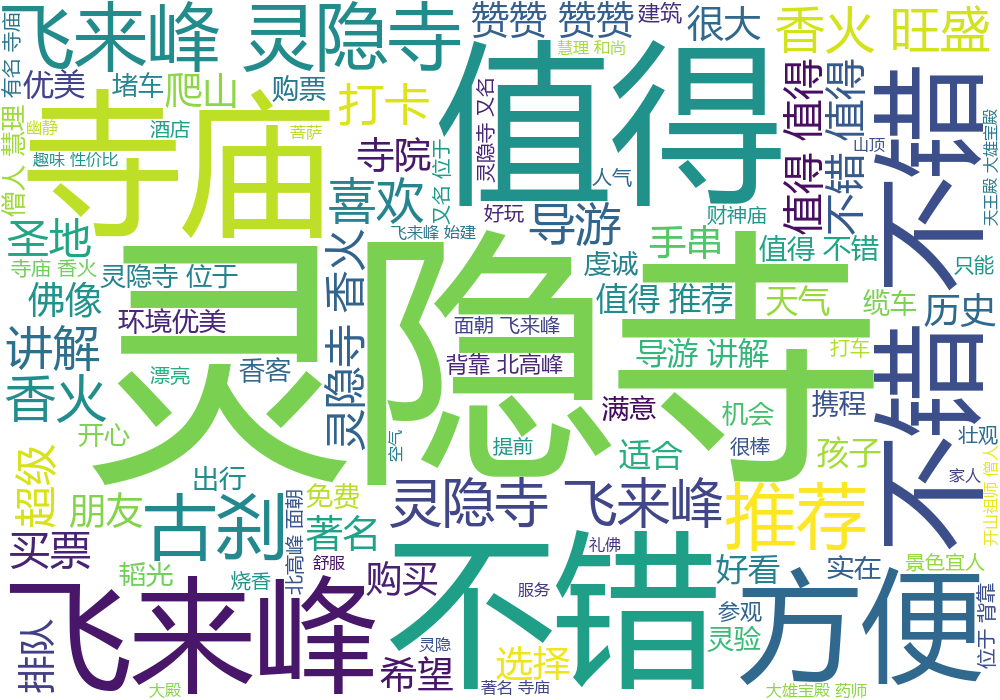 飞来峰 灵隐寺
赞赞 赞赞
建筑
很大
香火 旺盛
慧理 和尚
有名 寺庙
优美
堵车
爬山
购票
打卡
值得
值得 值得
值得
不错
不错
寺庙
幽静
酒店
菩萨
慧理
僧人
趣味 性价比
寺院
又名 位于
灵隐寺 又名
人气
山顶
天王殿 大雄宝殿
不错
圣地
喜欢
好玩
导游
财神庙
飞来峰 始建
手串
值得 不错
只能
寺庙 香火
灵隐寺 位于
灵隐寺
灵隐寺 香火
虔诚
佛像
值得 推荐
天气
缆车
历史
环境优美
面朝 飞来峰
讲解
背靠 北高峰
导游 讲解
打车
漂亮
香客
香火
满意
机会
携程
开心
空气
提前
适合
很棒
孩子
壮观
超级
出行
家人
朋友
古刹
北高峰 面朝
免费
灵隐寺 飞来峰
推荐
开山祖师 僧人
著名
买票
舒服
礼佛
韬光
烧香
购买
不错
好看
实在
景色宜人
飞来峰
服务
方便
位于 背靠
参观
排队
灵隐
灵验
希望
选择
大殿
著名 寺庙
大雄宝殿 药师